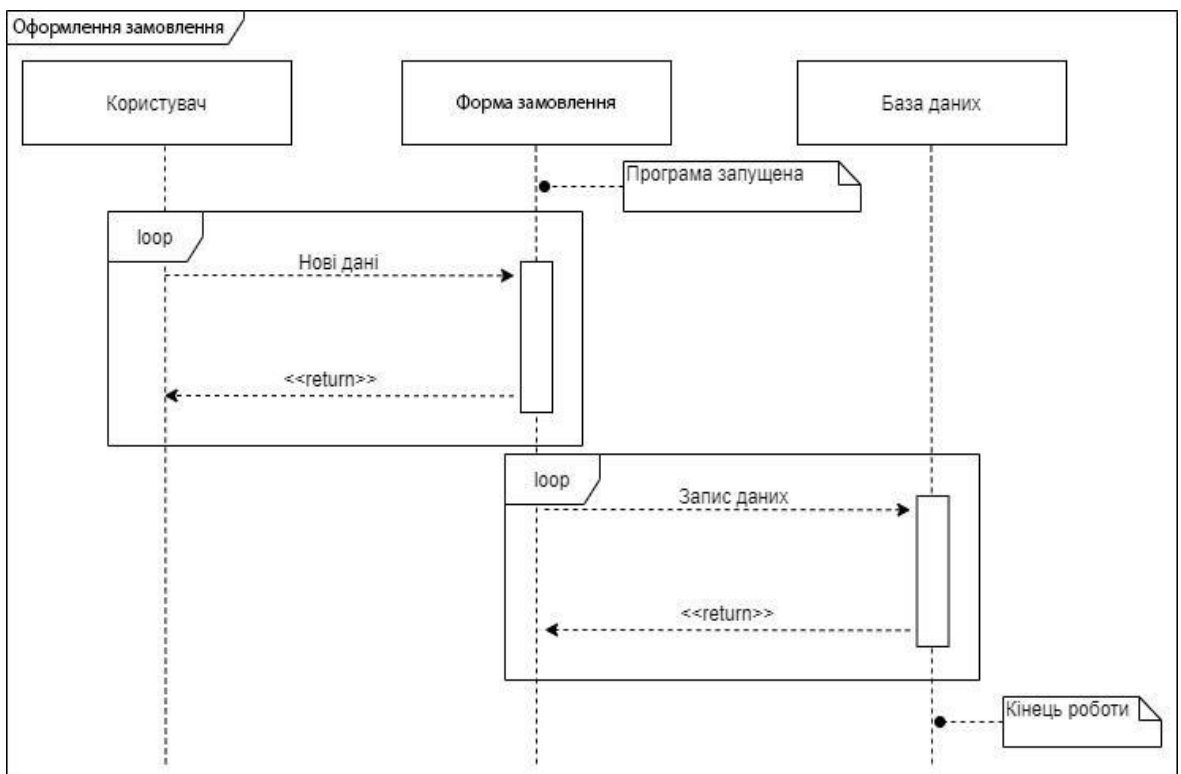 Оформлення замовлення
Користувач
Форма замовлення
База даних
Програма запущена
loop
Нові дані
<<return>>
loop
Запис даних
<<return>>
Кінець роботи